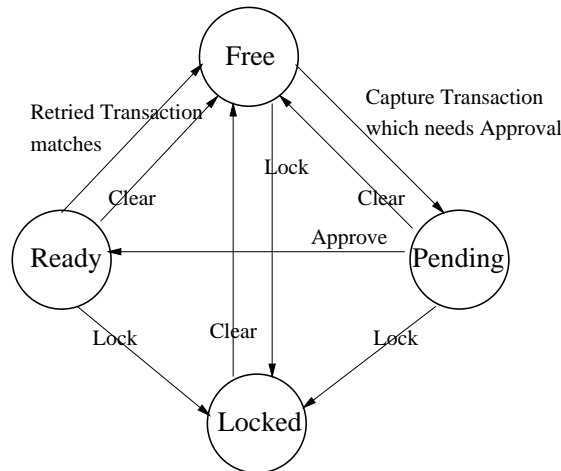 Free
Retried Transaction
matches
Capture Transaction
which needs Approval
Lock
Clear
Clear
Approve
Ready
Pending
Lock
Clear
Lock
Locked